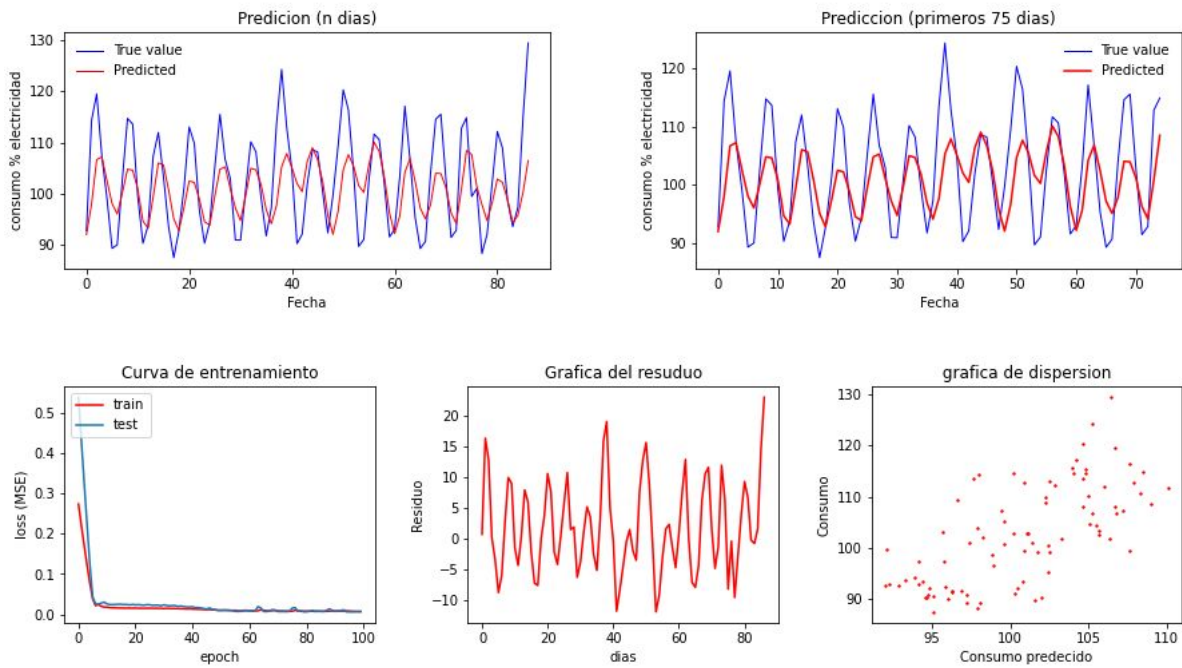 Predicion (n dias)
consumo % electricidad
130
120
110
100
90
True value
Predicted
0
20
40
60
80
Fecha
Prediccion (primeros 75 dias)
consumo % electricidad
120
110
100
90
True value
Predicted
0
10
20
30
40
50
60
70
Fecha
Curva de entrenamiento
loss (MSE)
0.5
0.4
0.3
0.2
0.1
0.0
train
test
0
20
40
60
80
100
epoch
Grafica del resuduo
Residuo
20
15
10
5
0
−5
−10
0
20
40
60
80
dias
grafica de dispersion
Consumo
130
120
110
100
90
95
100
105
110
Consumo predecido